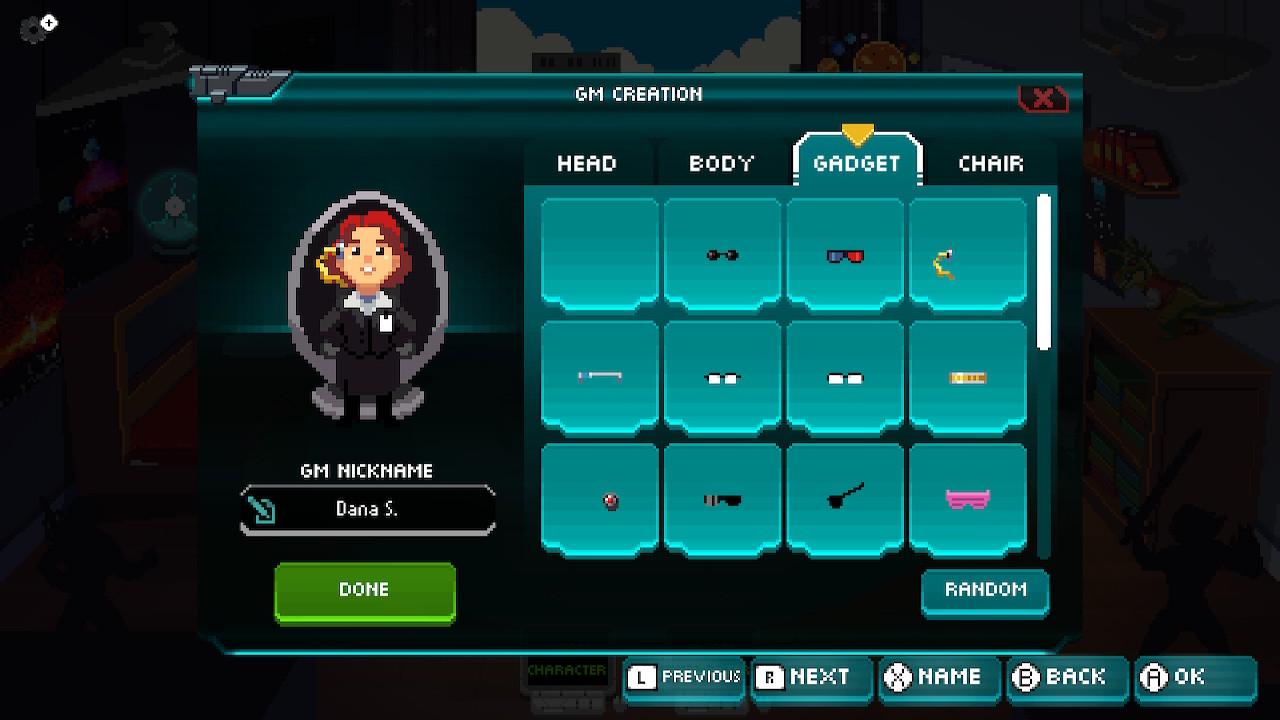 GM CREATION
HEAD
BODY
GADGET
CHAIR
GM NICKNAME
Dana S.
DONE
RANDOM
CHARACTER
L PREVIOUS
R NEXT
X NAME
B BACK
A OK